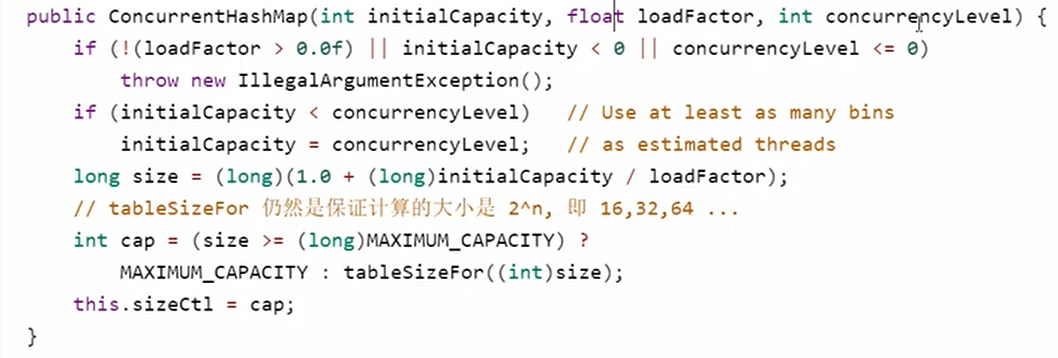 public ConcurrentHashMap(int initialCapacity, float loadFactor, int concurrencyLevel) {
    if (!(loadFactor > 0.0f) || initialCapacity < 0 || concurrencyLevel <= 0)
        throw new IllegalArgumentException();
    if (initialCapacity < concurrencyLevel)   // Use at least as many bins
        initialCapacity = concurrencyLevel;   // as estimated threads
    long size = (long)(1.0 + (long)initialCapacity / loadFactor);
    // tableSizeFor 仍然是保证计算的大小是 2^n, 即 16,32,64 ...
    int cap = (size >= (long)MAXIMUM_CAPACITY) ?
        MAXIMUM_CAPACITY : tableSizeFor((int)size);
    this.sizeCtl = cap;
}